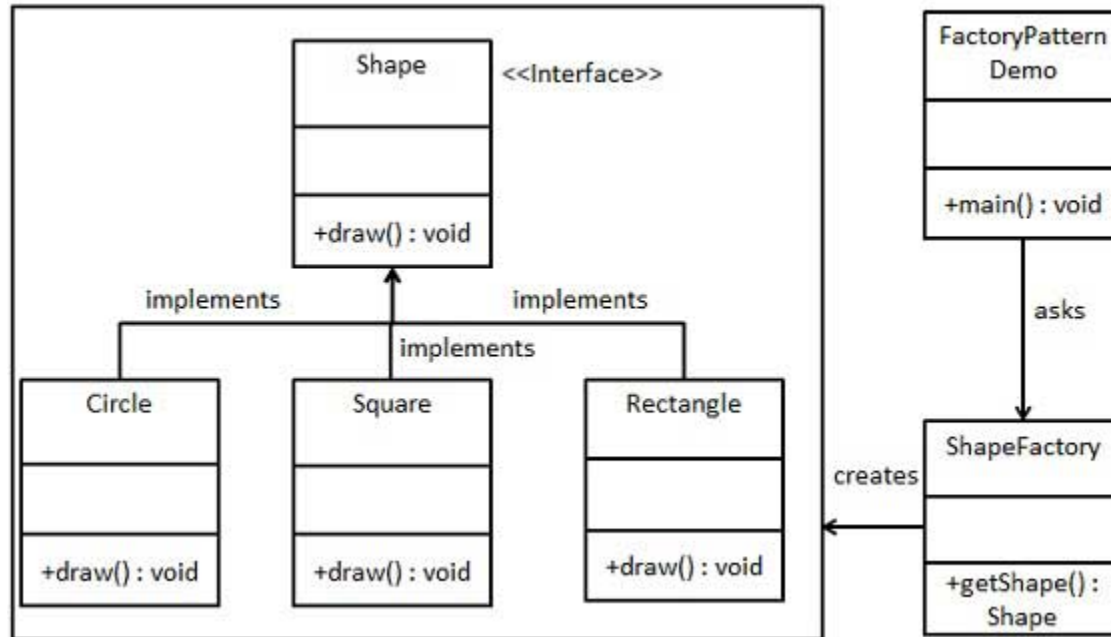 Shape
<<Interface>>
+draw() : void
implements
implements
implements
Circle
+draw() : void
Square
+draw() : void
Rectangle
+draw() : void
FactoryPattern
Demo
+main() : void
asks
ShapeFactory
+getShape() :
Shape
creates